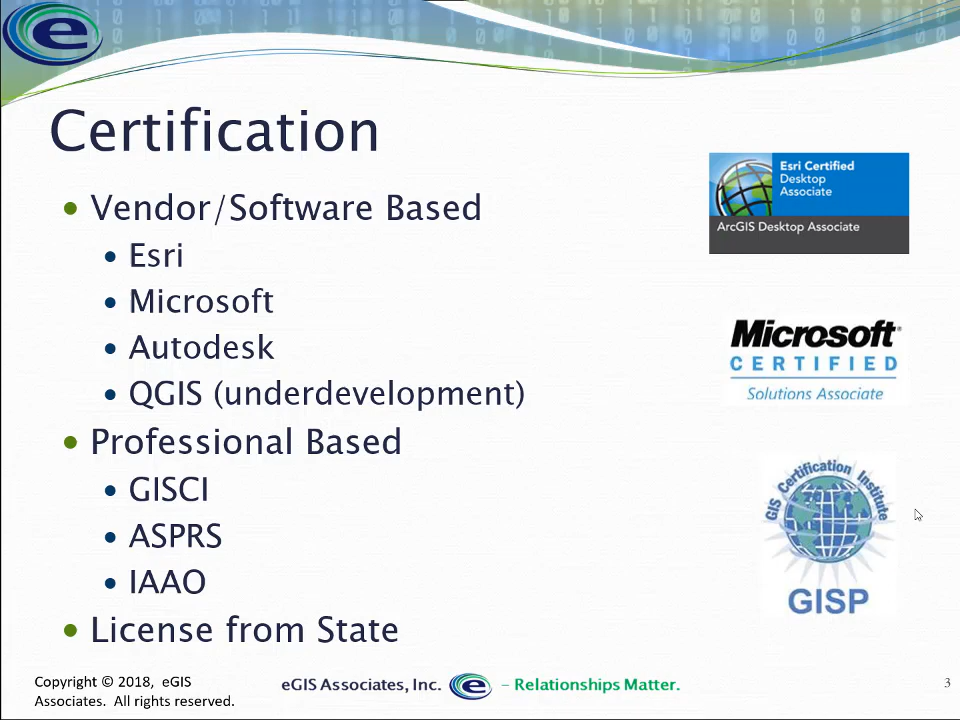 e
Certification
Vendor/Software Based
Esri
Microsoft
Autodesk
QGIS (underdevelopment)
Professional Based
GISCI
ASPRS
IAAO
License from State
Esri Certified
Desktop
Associate
ArcGIS Desktop Associate
Microsoft®
CERTIFIED
Solutions Associate
GIS Certification Institute
GISP
Copyright © 2018, eGIS
Associates. All rights reserved.
eGIS Associates, Inc. e – Relationships Matter.
3